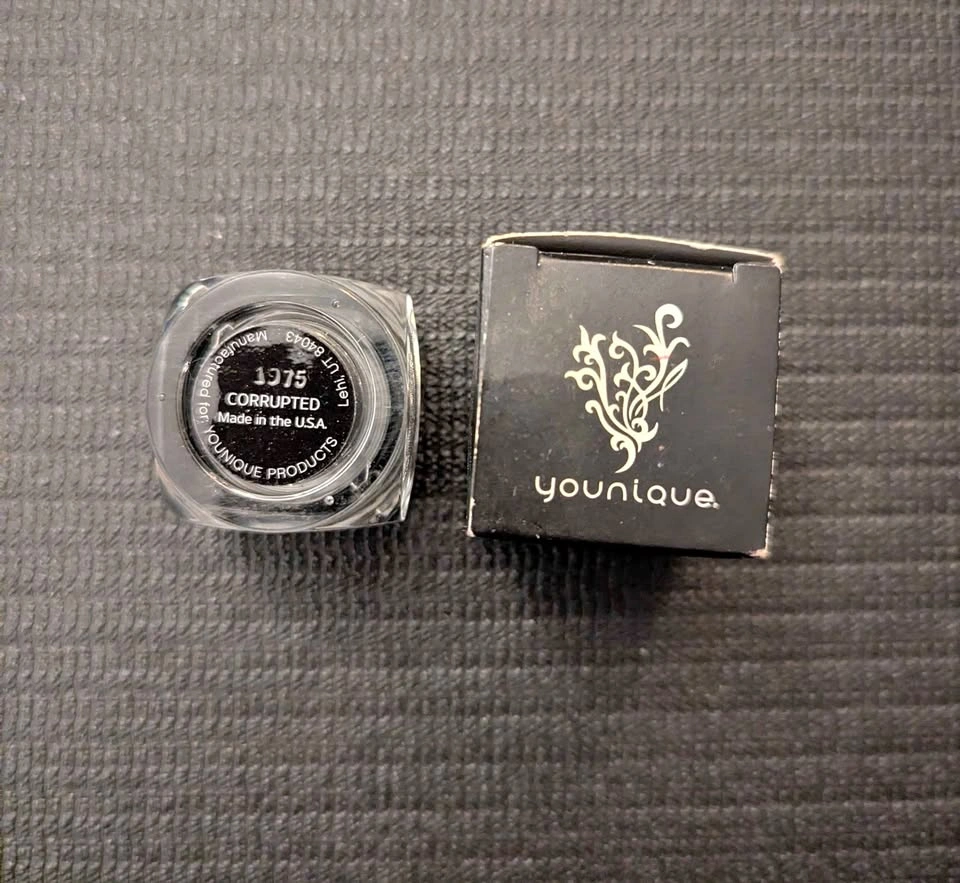 1975
CORRUPTED
Made in the U.S.A.
Manufactured for: YOUNIQUE PRODUCTS
Lehi, UT 84043
younique®